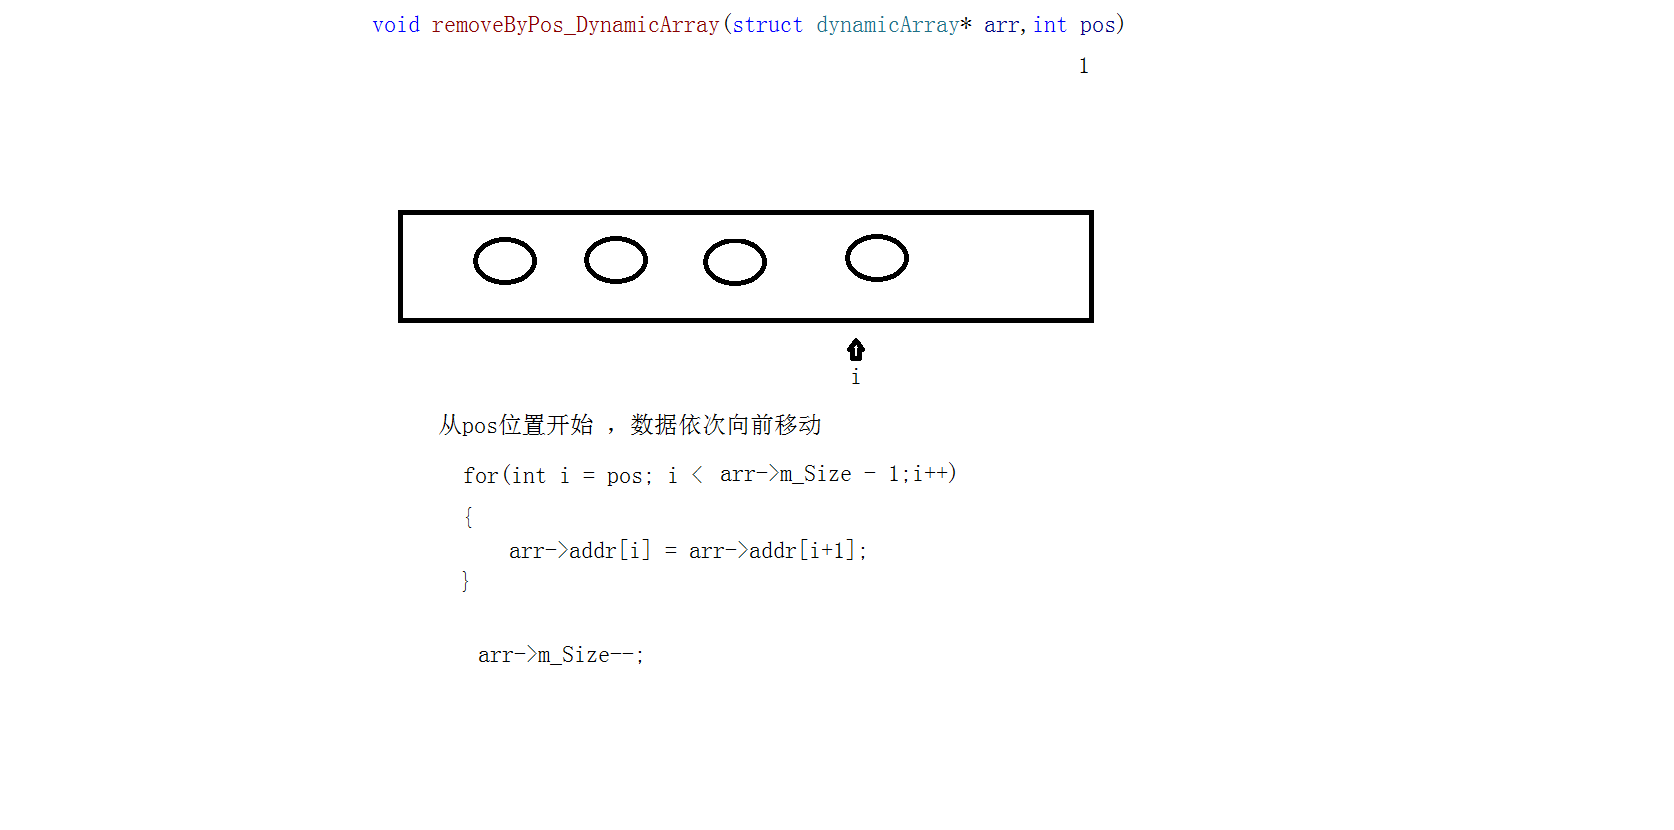 void removeByPos_DynamicArray(struct dynamicArray* arr,int pos)
1
i
从pos位置开始 ，数据依次向前移动
for(int i = pos; i < arr->m_Size - 1;i++)
{
arr->addr[i] = arr->addr[i+1];
}
arr->m_Size--;